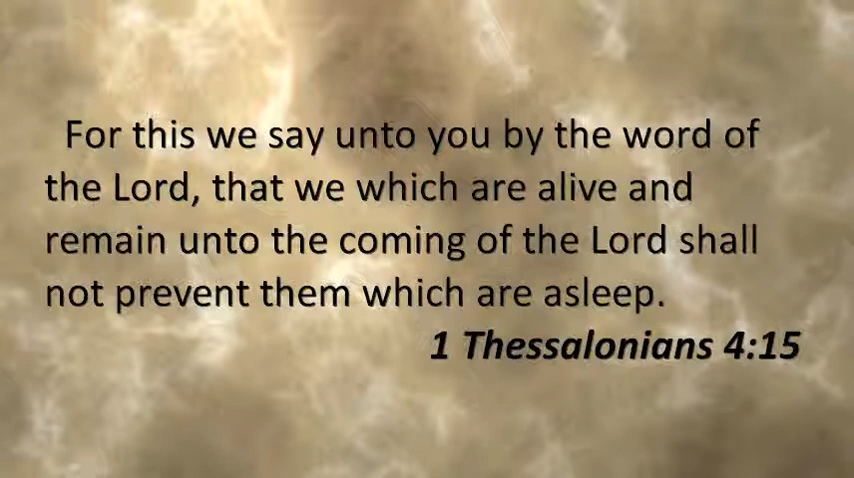 For this we say unto you by the word of
the Lord, that we which are alive and
remain unto the coming of the Lord shall
not prevent them which are asleep.
1 Thessalonians 4:15